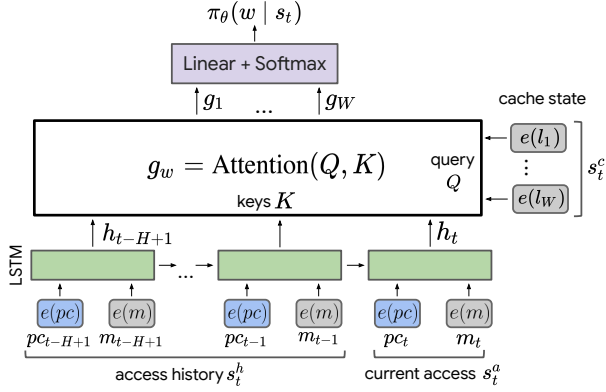 π_θ(w | s_t)
Linear + Softmax
g_1 ... g_W
cache state
g_w = Attention(Q, K)
query
Q
keys K
e(l_1)
⋮
e(l_W)
s_t^c
h_{t-H+1}
h_t
LSTM
...
e(pc) e(m) e(pc) e(m) e(pc) e(m)
pc_{t-H+1} m_{t-H+1} pc_{t-1} m_{t-1} pc_t m_t
access history s_t^h
current access s_t^a